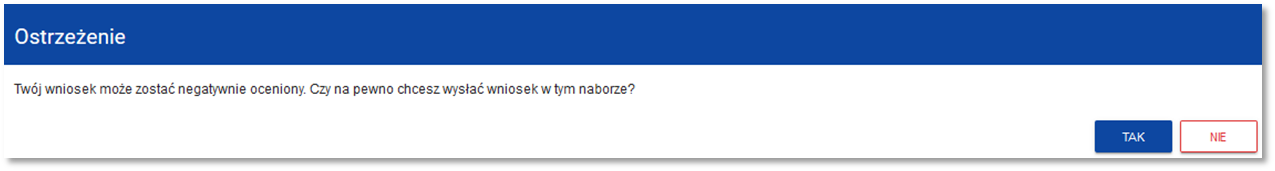 Ostrzeżenie
Twój wniosek może zostać negatywnie oceniony. Czy na pewno chcesz wysłać wniosek w tym naborze?
TAK
NIE